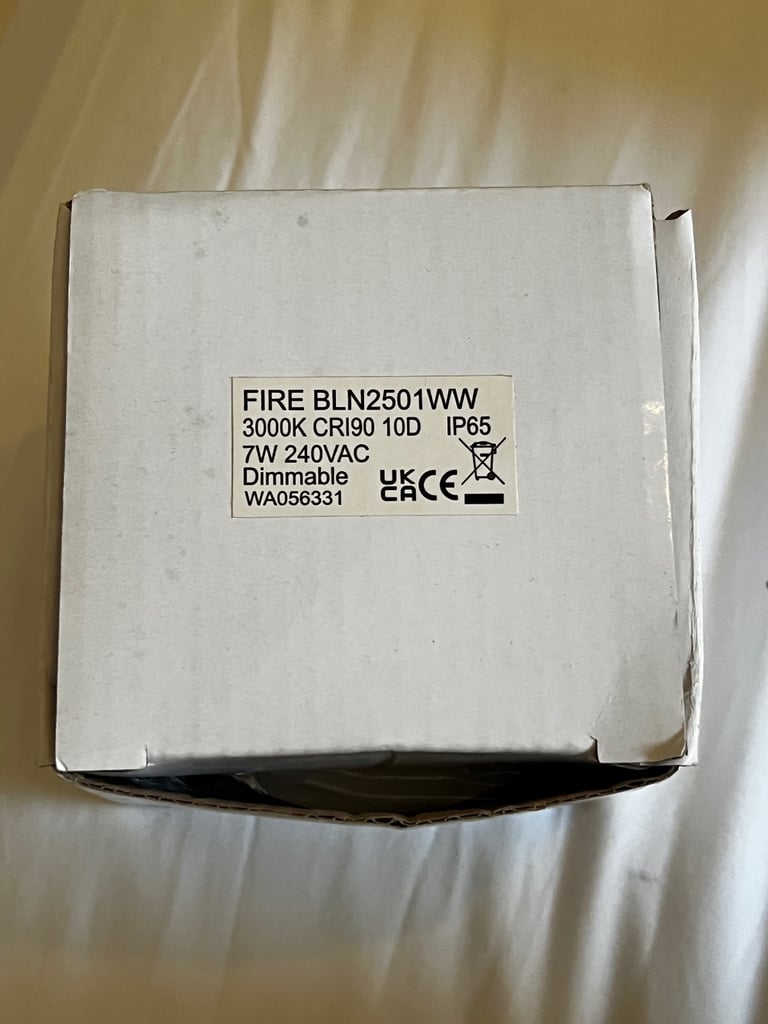 FIRE BLN2501WW
3000K CRI90 10D IP65
7W 240VAC
Dimmable
WA056331
UK
CA CE